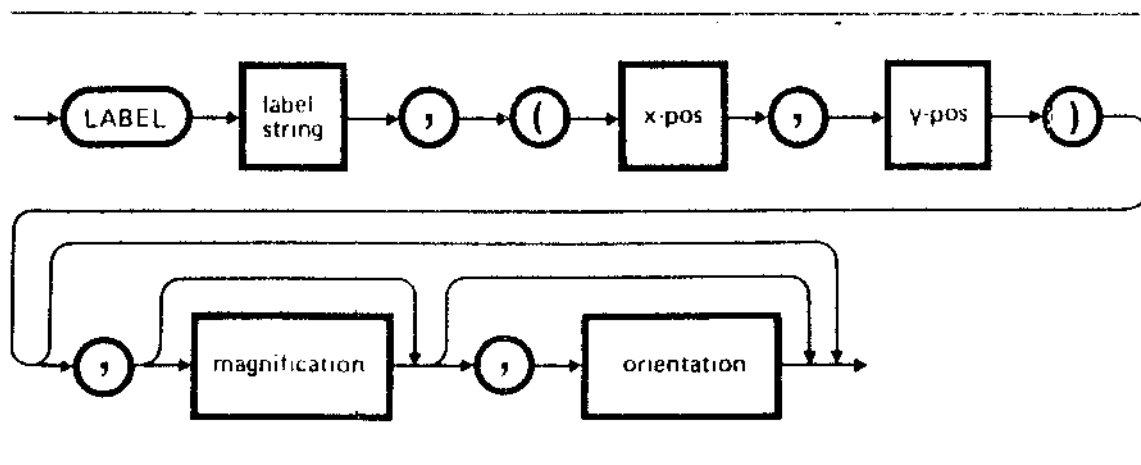 LABEL label string , ( x-pos , y-pos )
, magnification , orientation